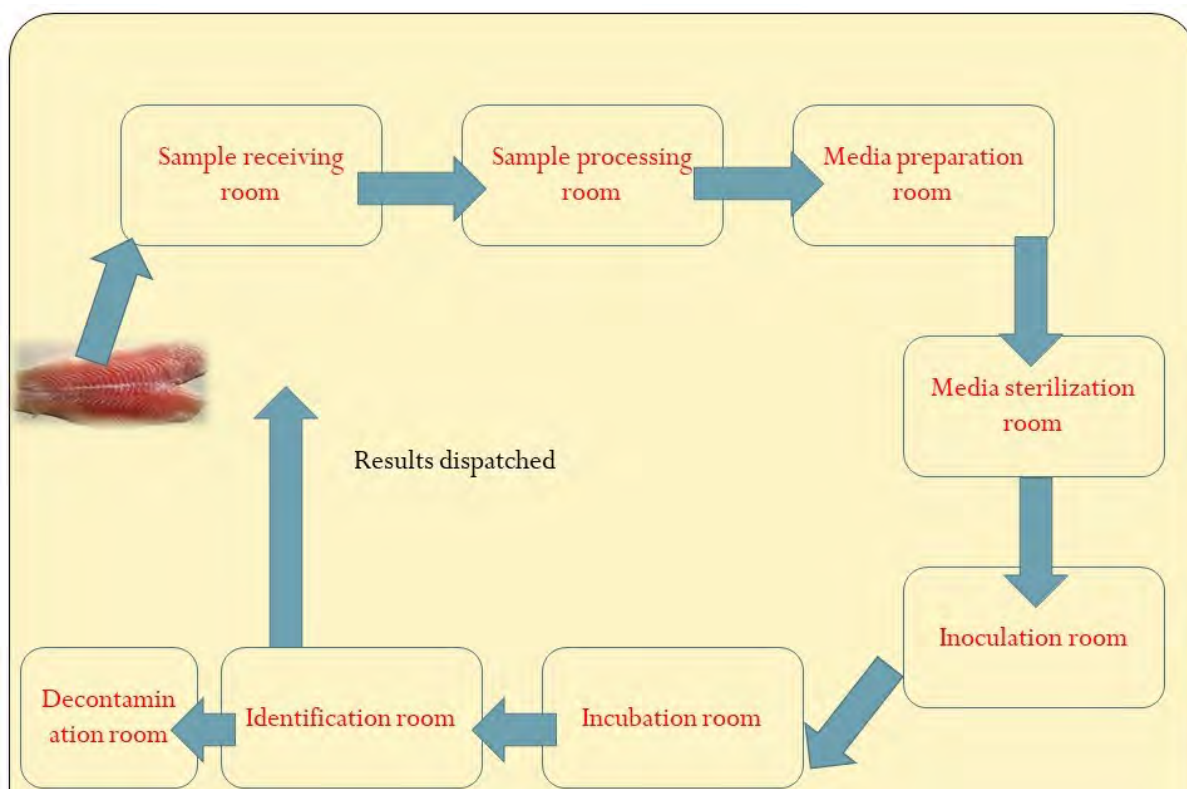 Sample receiving
room
Sample processing
room
Media preparation
room
Media sterilization
room
Results dispatched
Inoculation room
Decontamin
ation room
Identification room
Incubation room